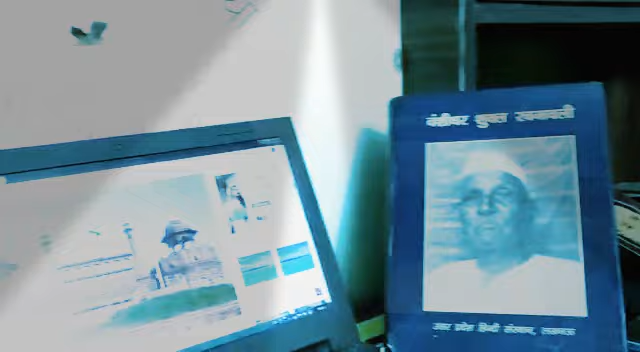 वंशीधर शुक्ल रचनावली
उत्तर प्रदेश हिन्दी संस्थान, लखनऊ